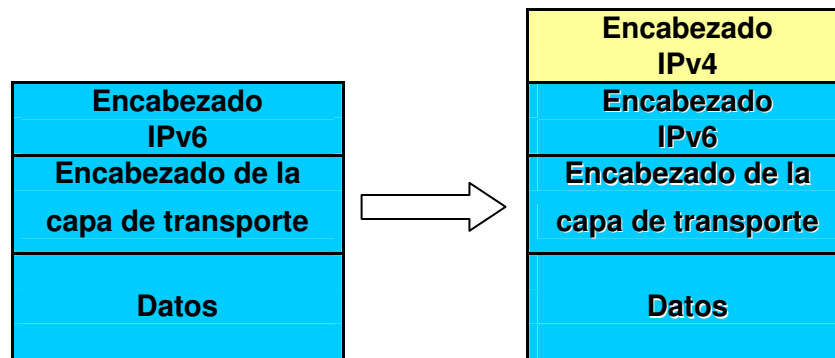 Encabezado
IPv6
Encabezado de la
capa de transporte
Datos
Encabezado
IPv4
Encabezado
IPv6
Encabezado de la
capa de transporte
Datos